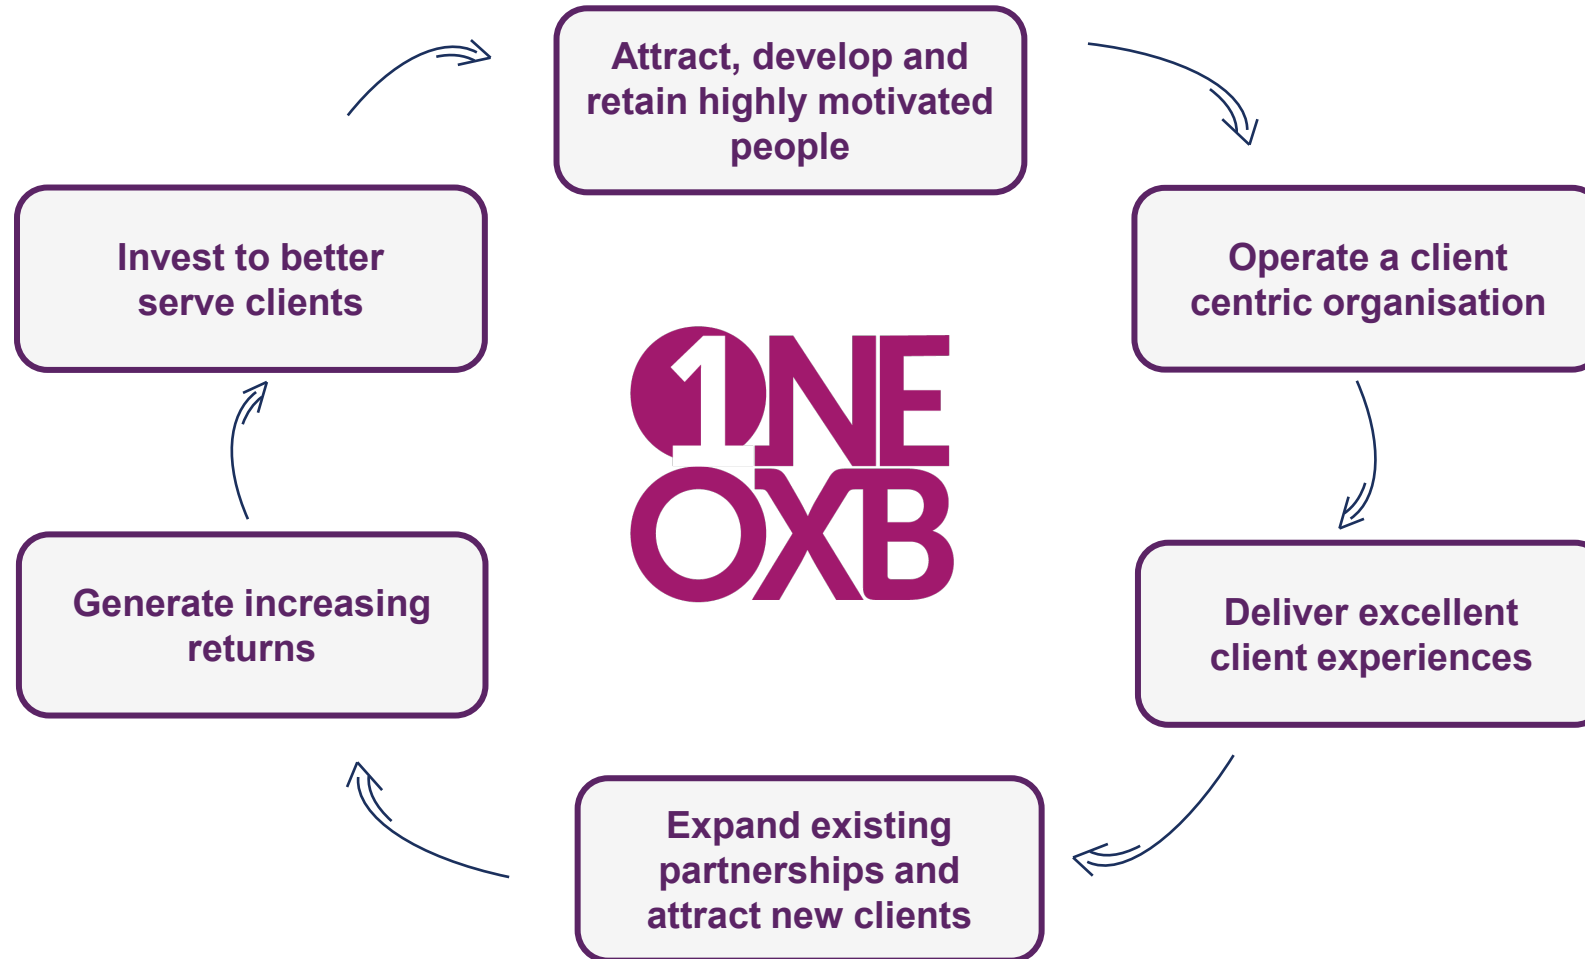 Attract, develop and
retain highly motivated
people
Operate a client
centric organisation
Deliver excellent
client experiences
Expand existing
partnerships and
attract new clients
Generate increasing
returns
Invest to better
serve clients
1NE
OXB